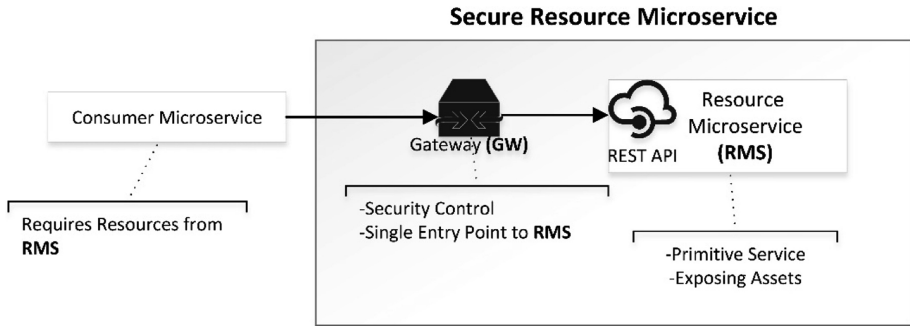 Secure Resource Microservice
Consumer Microservice
Gateway (GW)
REST API
Resource
Microservice
(RMS)
Requires Resources from
RMS
-Security Control
-Single Entry Point to RMS
-Primitive Service
-Exposing Assets